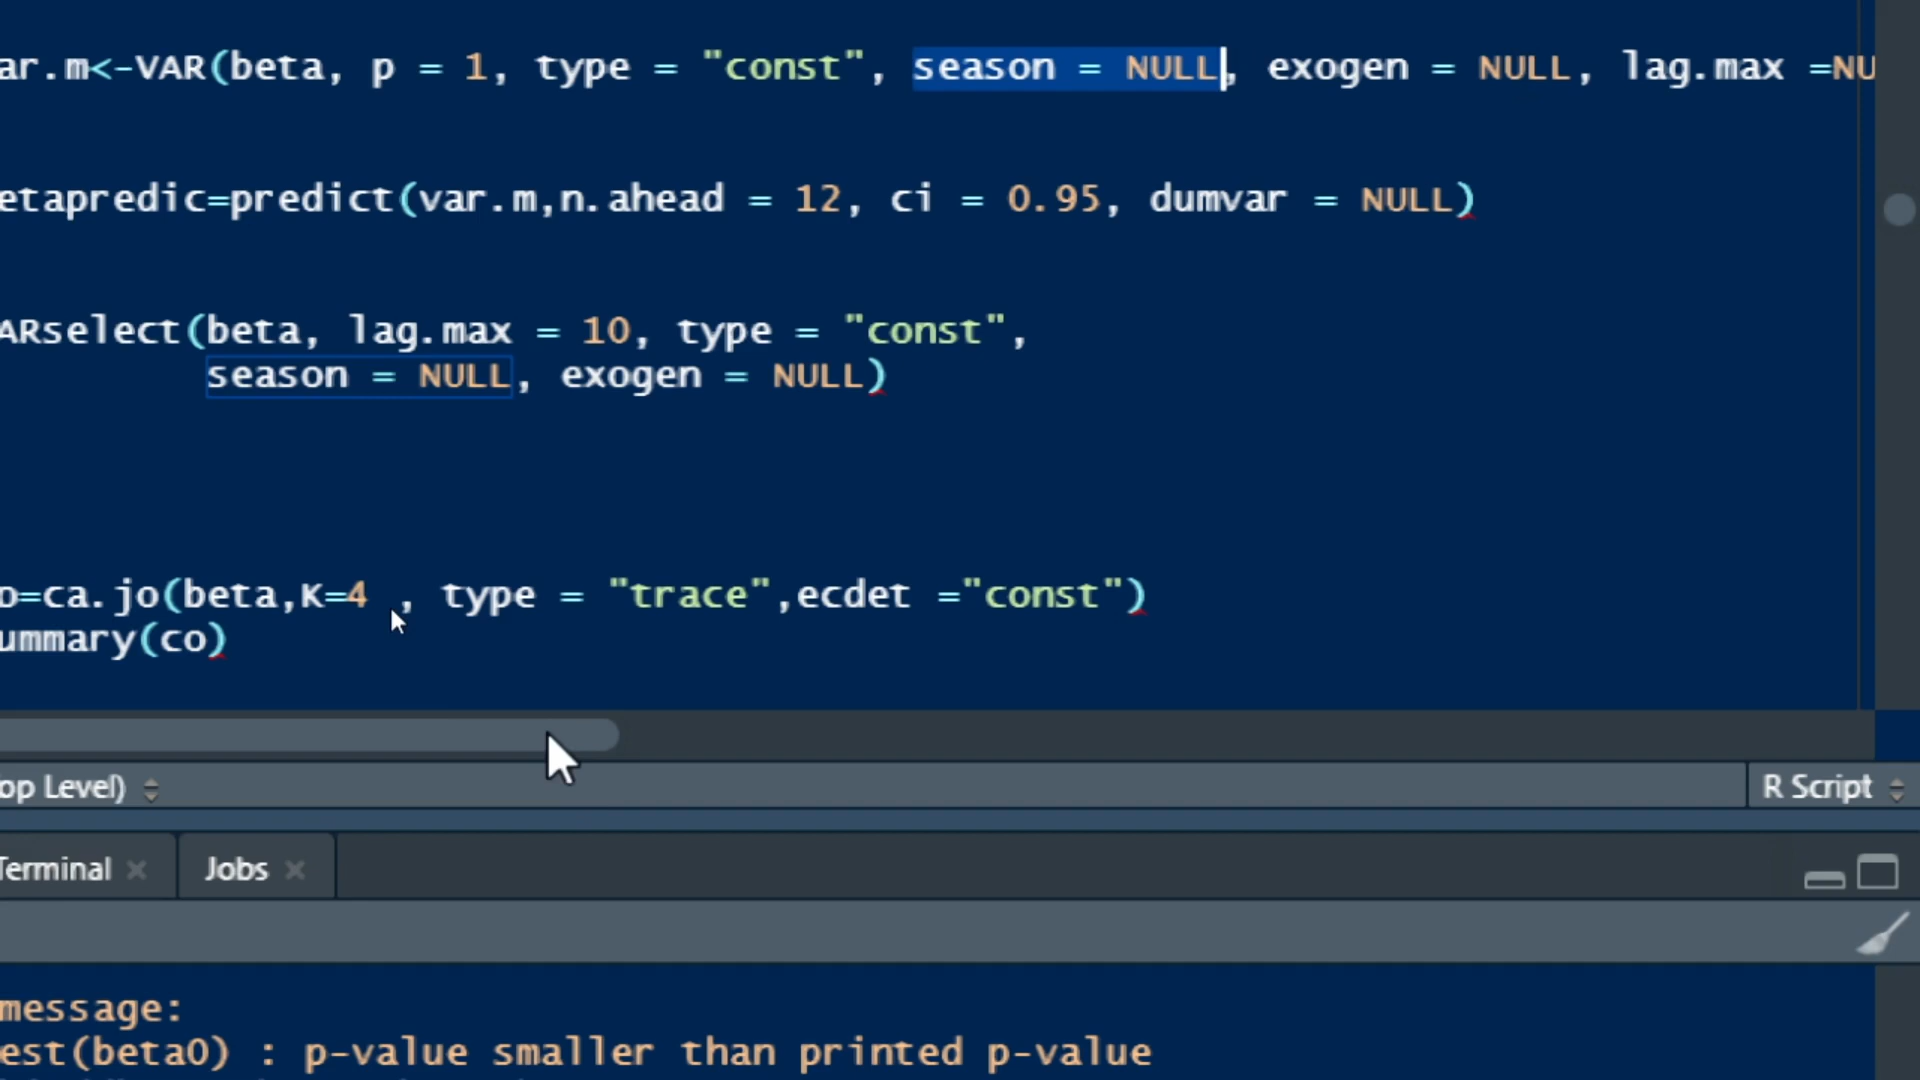 ar.m<-VAR(beta, p = 1, type = "const", season = NULL, exogen = NULL, lag.max =NU
etapredic=predict(var.m,n.ahead = 12, ci = 0.95, dumvar = NULL)
ARselect(beta, lag.max = 10, type = "const",
season = NULL, exogen = NULL)
o=ca.jo(beta,K=4 , type = "trace",ecdet ="const")
ummary(co)
op Level)
R Script
Terminal
Jobs
message:
est(beta0) : p-value smaller than printed p-value